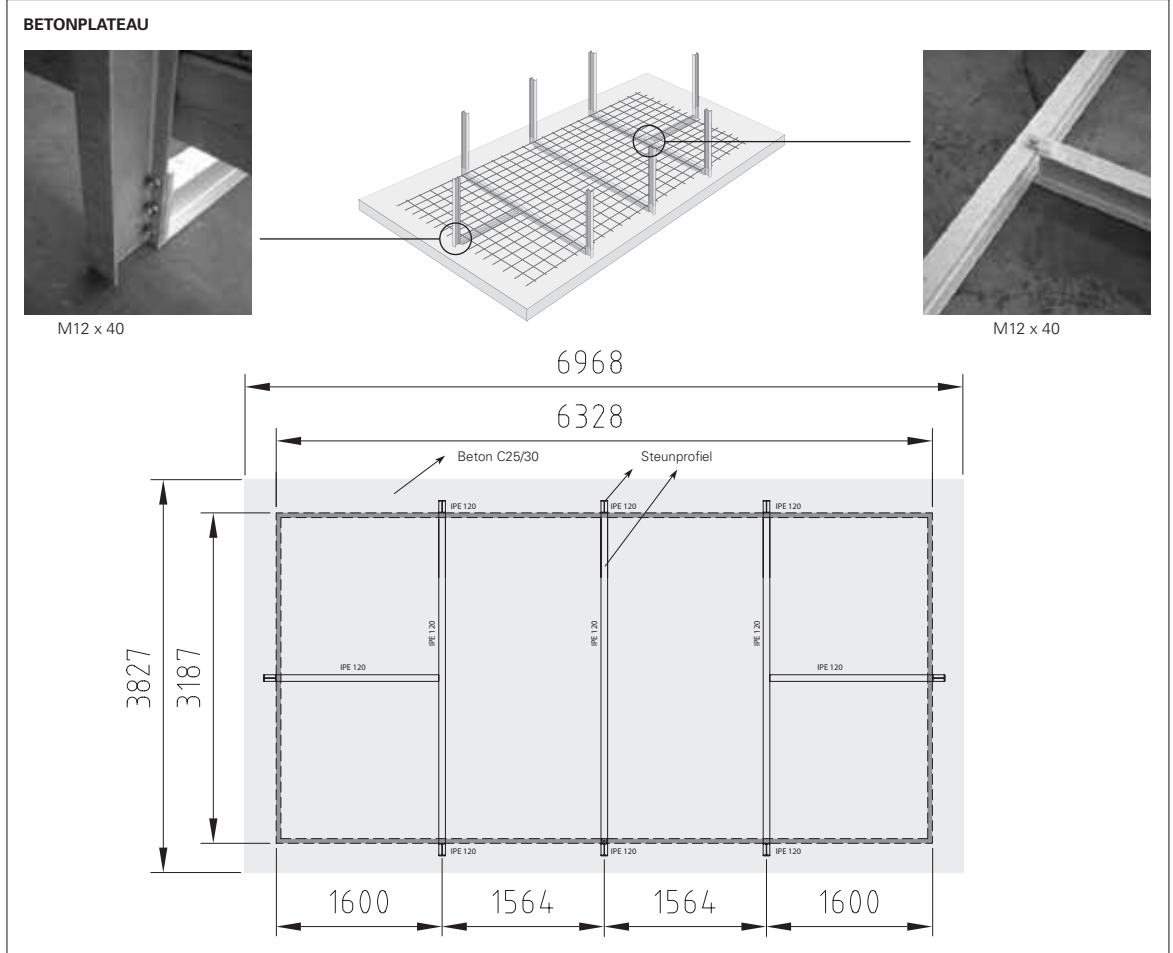 BETONPLATEAU
M12 x 40
M12 x 40
6968
6328
Beton C25/30
Steunprofiel
IPE 120
IPE 120
IPE 120
3827
3187
IPE 120
IPE 120
IPE 120
IPE 120
IPE 120
IPE 120
IPE 120
IPE 120
1600
1564
1564
1600